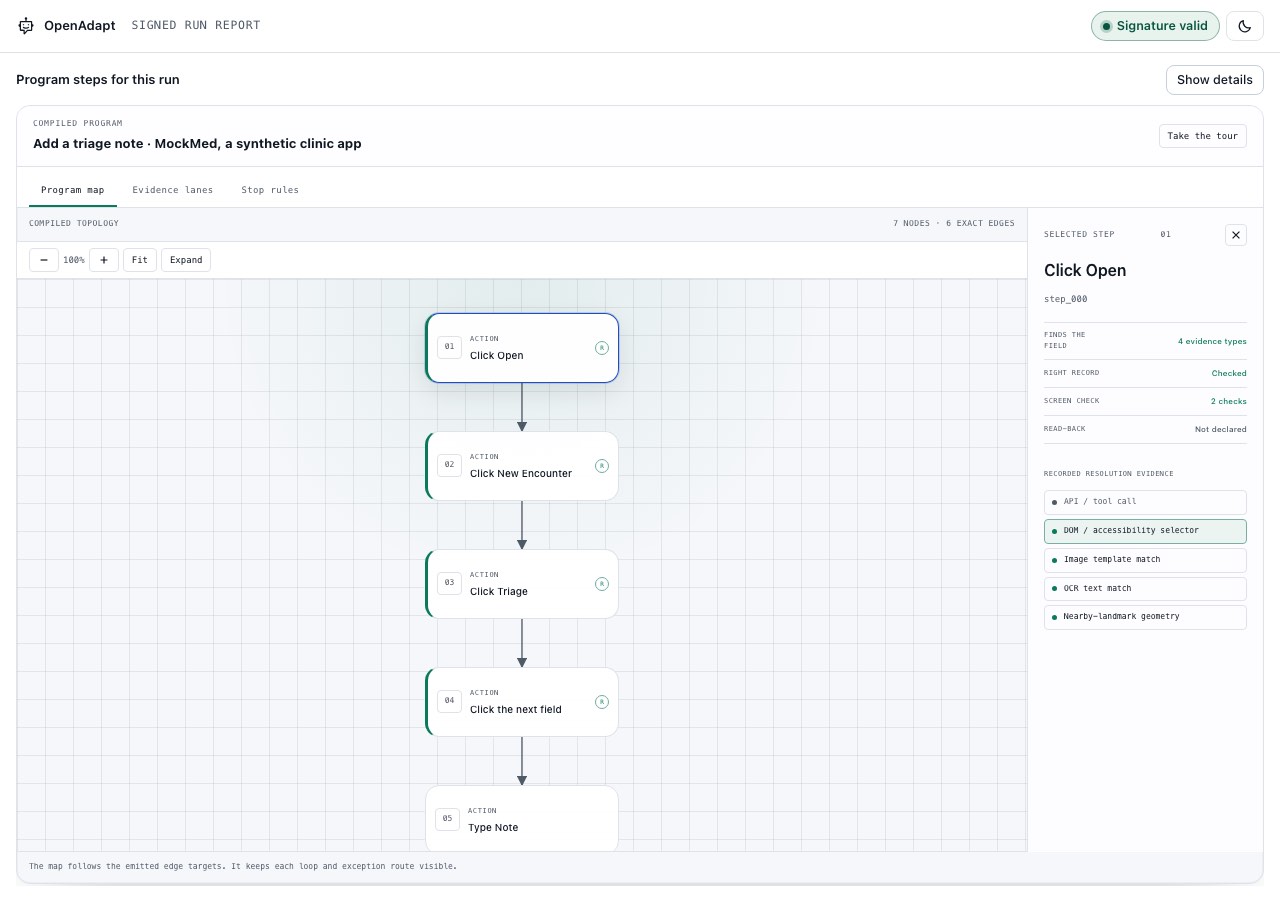 OpenAdapt SIGNED RUN REPORT
Signature valid
Program steps for this run
Show details
COMPILED PROGRAM
Add a triage note · MockMed, a synthetic clinic app
Take the tour
Program map
Evidence lanes
Stop rules
COMPILED TOPOLOGY
7 NODES · 6 EXACT EDGES
− 100% + Fit Expand
01
ACTION
Click Open
R
02
ACTION
Click New Encounter
R
03
ACTION
Click Triage
R
04
ACTION
Click the next field
R
05
ACTION
Type Note
The map follows the emitted edge targets. It keeps each loop and exception route visible.
SELECTED STEP 01
Click Open
step_000
FINDS THE
FIELD
4 evidence types
RIGHT RECORD Checked
SCREEN CHECK 2 checks
READ-BACK Not declared
RECORDED RESOLUTION EVIDENCE
API / tool call
DOM / accessibility selector
Image template match
OCR text match
Nearby-landmark geometry